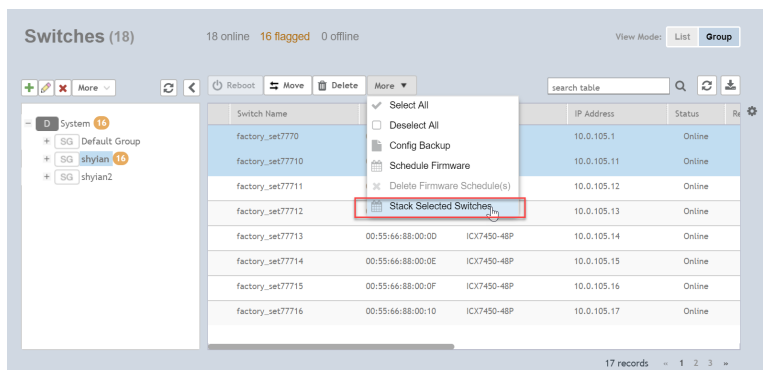 Switches (18)
18 online 16 flagged 0 offline
View Mode: List Group
More
Reboot Move Delete More
search table
D System 16
SG Default Group
SG shyian 16
SG shyian2
Switch Name IP Address Status Re
Select All
Deselect All
Config Backup
Schedule Firmware
Delete Firmware Schedule(s)
Stack Selected Switches
factory_set7770 10.0.105.1 Online
factory_set77710 10.0.105.11 Online
factory_set77711 10.0.105.12 Online
factory_set77712 10.0.105.13 Online
factory_set77713 00:55:66:88:00:0D ICX7450-48P 10.0.105.14 Online
factory_set77714 00:55:66:88:00:0E ICX7450-48P 10.0.105.15 Online
factory_set77715 00:55:66:88:00:0F ICX7450-48P 10.0.105.16 Online
factory_set77716 00:55:66:88:00:10 ICX7450-48P 10.0.105.17 Online
17 records « 1 2 3 »